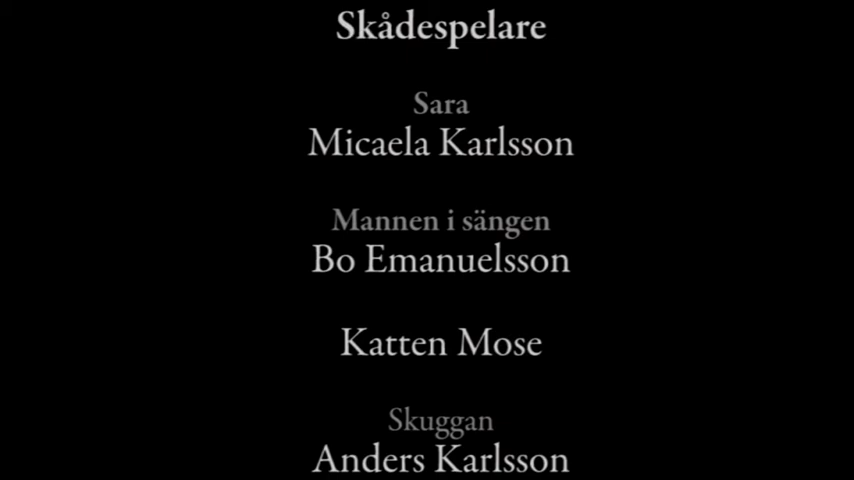 Skådespelare
Sara
Micaela Karlsson
Mannen i sängen
Bo Emanuelsson
Katten Mose
Skuggan
Anders Karlsson